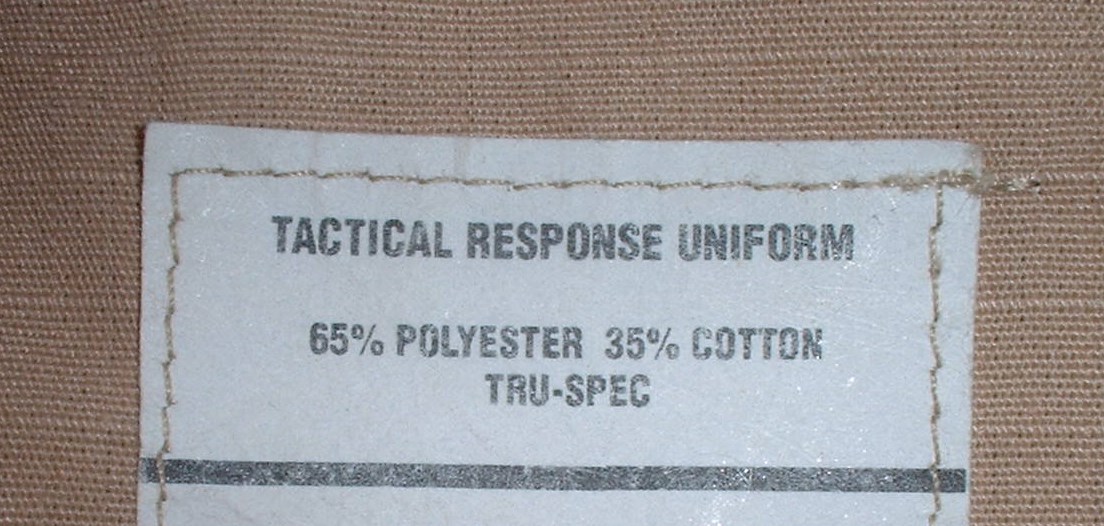 TACTICAL RESPONSE UNIFORM
65% POLYESTER 35% COTTON
TRU-SPEC